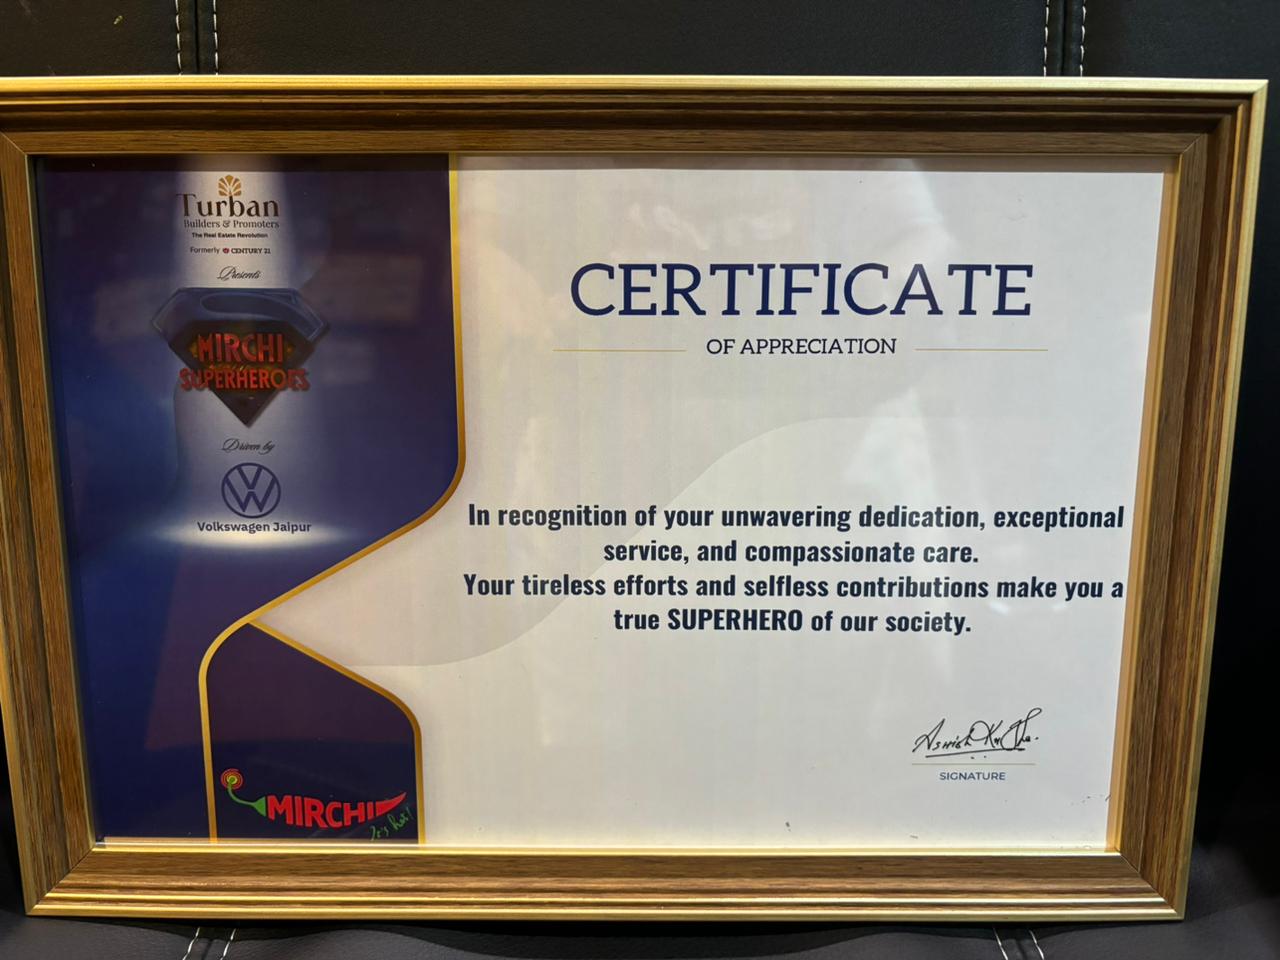 Turban
Builders & Promoters
The Real Estate Revolution
Formerly CENTURY 21
Presents
MIRCHI
SUPERHEROES
Driven by
Volkswagen Jaipur
CERTIFICATE
OF APPRECIATION
In recognition of your unwavering dedication, exceptional
service, and compassionate care.
Your tireless efforts and selfless contributions make you a
true SUPERHERO of our society.
SIGNATURE
MIRCHI
It's hot!